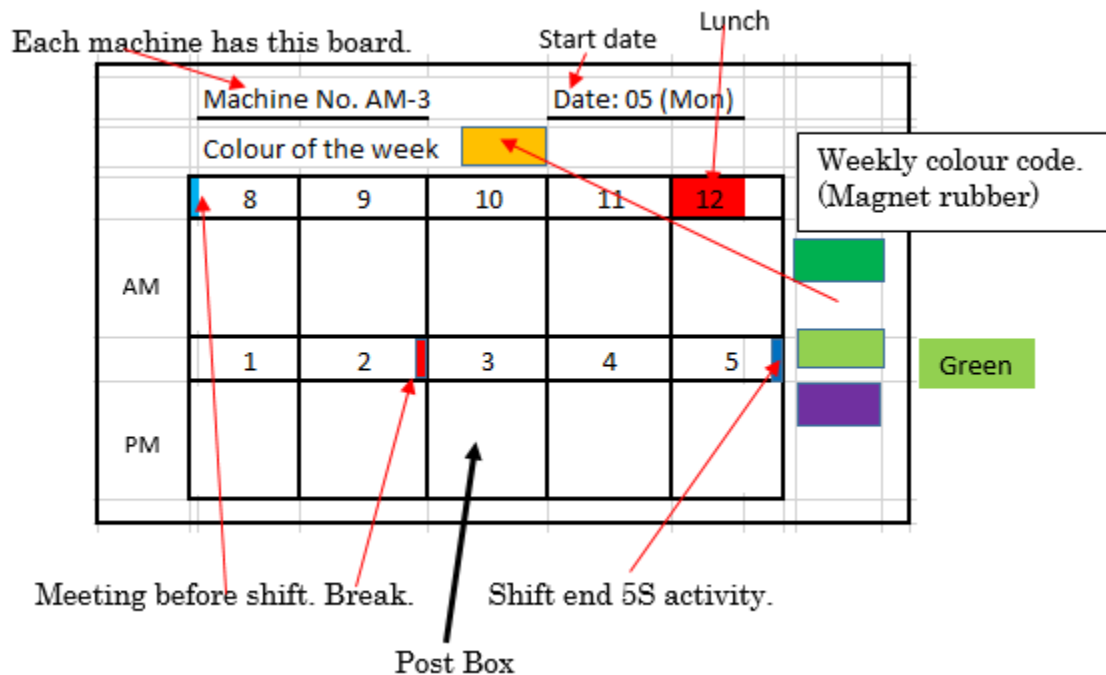 Lunch
Each machine has this board.
Start date
Machine No. AM-3
Date: 05 (Mon)
Colour of the week
Weekly colour code.
(Magnet rubber)
8 9 10 11 12
AM
1 2 3 4 5
Green
PM
Meeting before shift. Break.
Shift end 5S activity.
Post Box